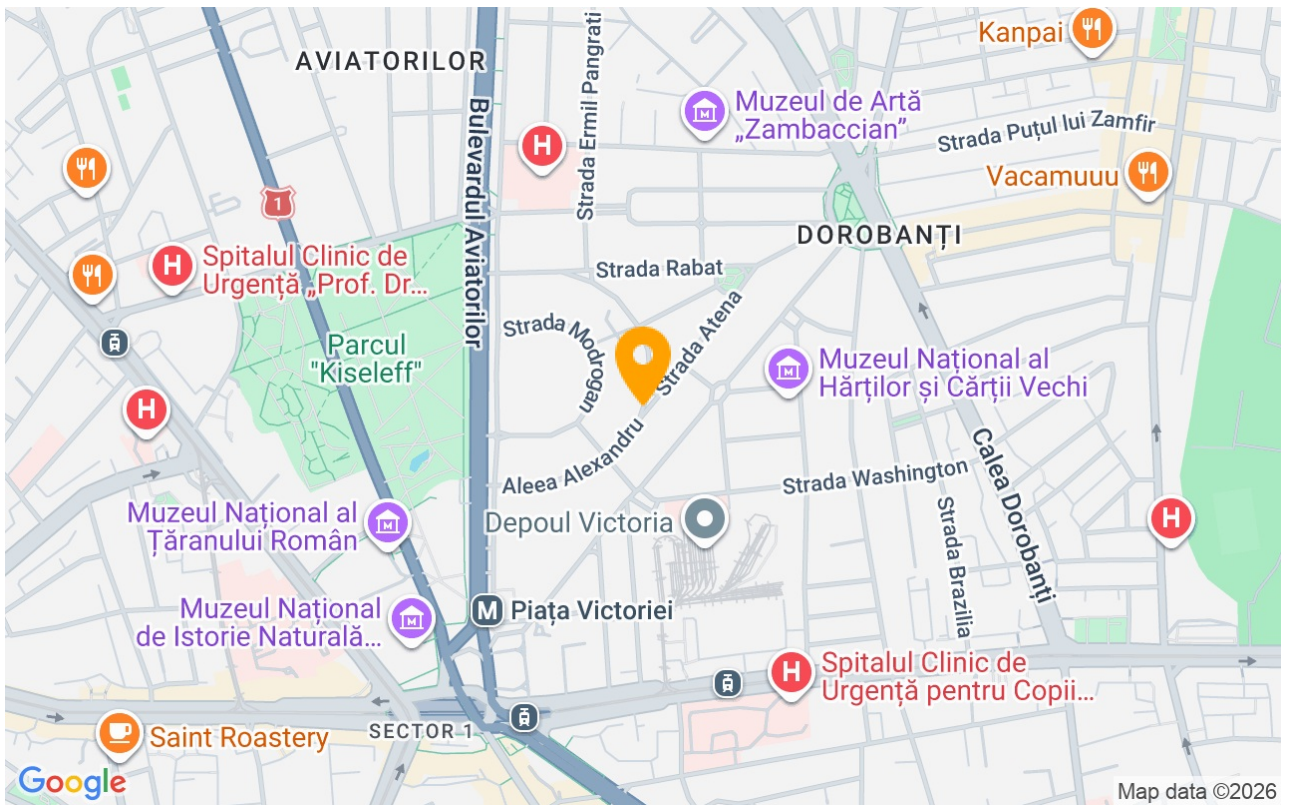 Kanpai
AVIATORILOR
Strada Ermil Pangrati
Muzeul de Artă
„Zambaccian”
Bulevardul Aviatorilor
Strada Puțul lui Zamfir
H
Vacamuuu
1
DOROBANȚI
H
Spitalul Clinic de
Urgență „Prof. Dr...
Strada Rabat
Strada Atena
Strada Modrogan
Parcul
"Kiseleff"
M
Muzeul Național al
Hărților și Cărții Vechi
H
Aleea Alexandru
Calea Dorobanți
Strada Washington
Muzeul Național al
Țăranului Român
Depoul Victoria
Strada Brazilia
H
Muzeul Național
de Istorie Naturală...
M
Piața Victoriei
H
Spitalul Clinic de
Urgență pentru Copii...
SECTOR 1
Saint Roastery
Google
Map data ©2026